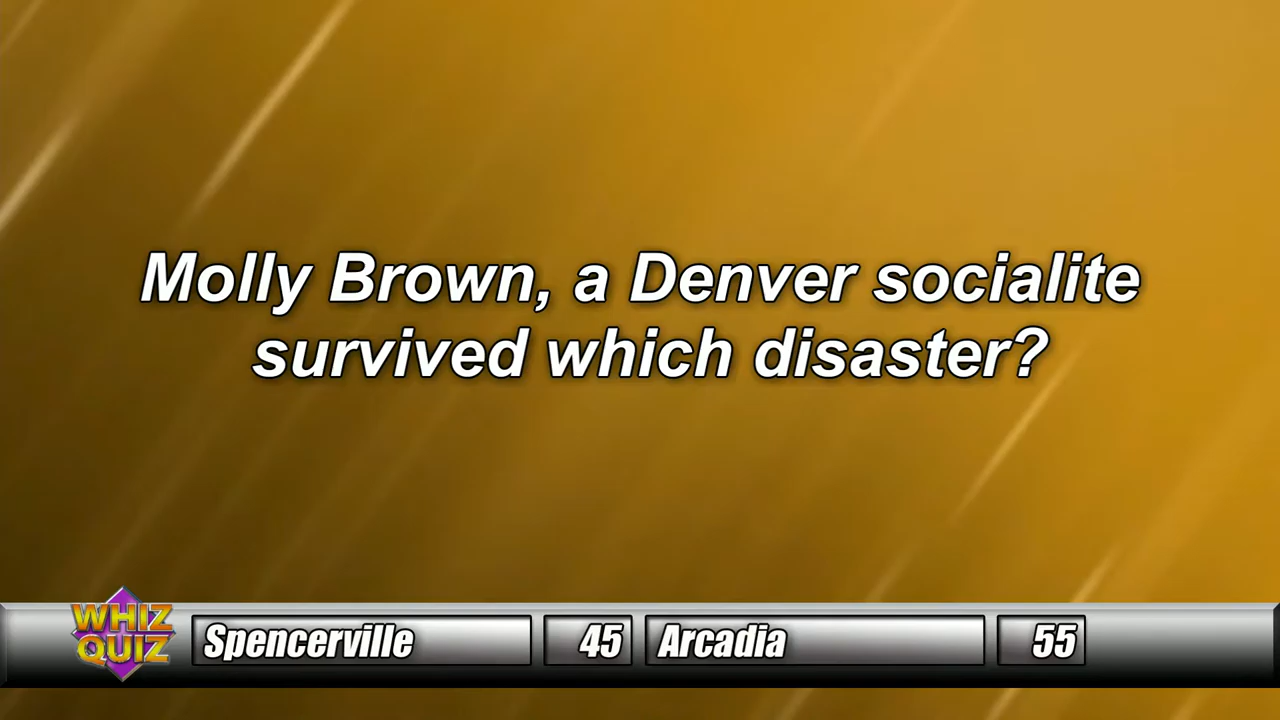 Molly Brown, a Denver socialite
survived which disaster?
WHIZ
QUIZ
Spencerville 45 Arcadia 55